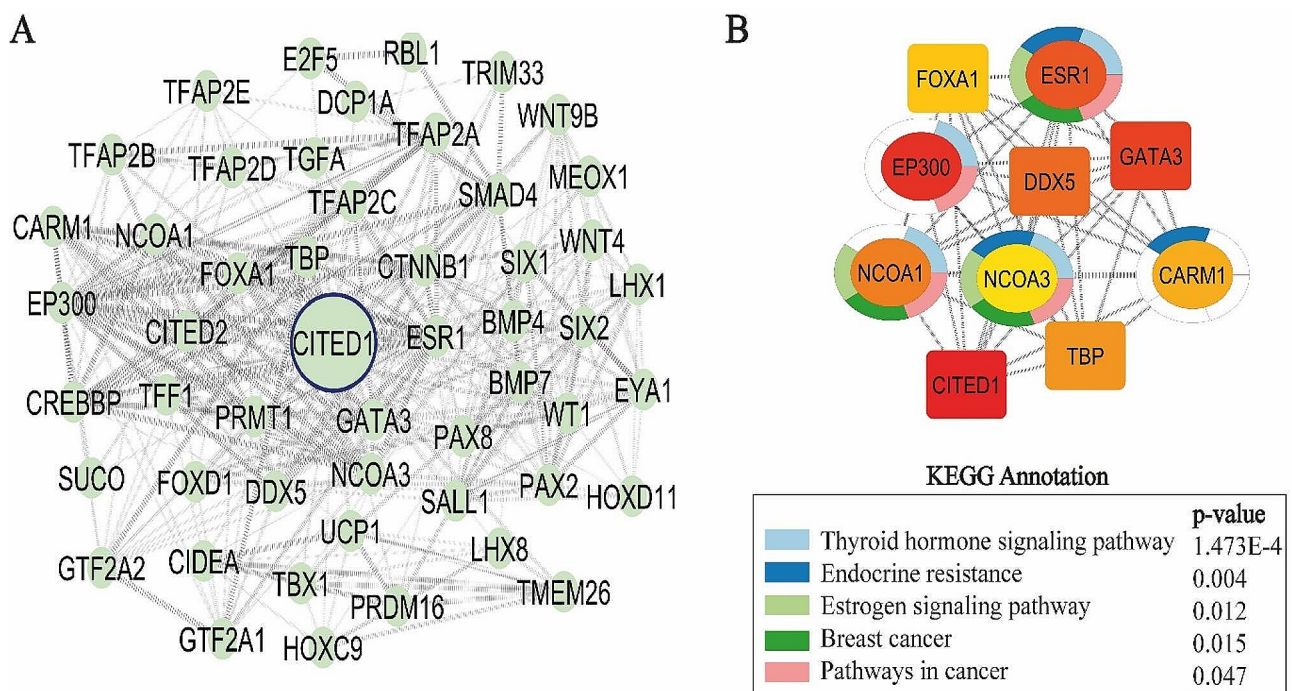 A
E2F5
RBL1
TRIM33
TFAP2E
DCP1A
WNT9B
TFAP2A
TFAP2B
TFAP2D
TGFA
MEOX1
SMAD4
TFAP2C
CARM1
NCOA1
WNT4
TBP
CTNNB1
SIX1
FOXA1
LHX1
EP300
CITED2
CITED1
ESR1
BMP4
SIX2
BMP7
EYA1
CREBBP
TFF1
PRMT1
GATA3
WT1
PAX8
SUCO
FOXD1
DDX5
NCOA3
SALL1
PAX2
HOXD11
UCP1
LHX8
GTF2A2
CIDEA
TBX1
PRDM16
TMEM26
GTF2A1
HOXC9
B
FOXA1
ESR1
EP300
DDX5
GATA3
NCOA1
NCOA3
CARM1
CITED1
TBP
KEGG Annotation
p-value
Thyroid hormone signaling pathway 1.473E-4
Endocrine resistance 0.004
Estrogen signaling pathway 0.012
Breast cancer 0.015
Pathways in cancer 0.047